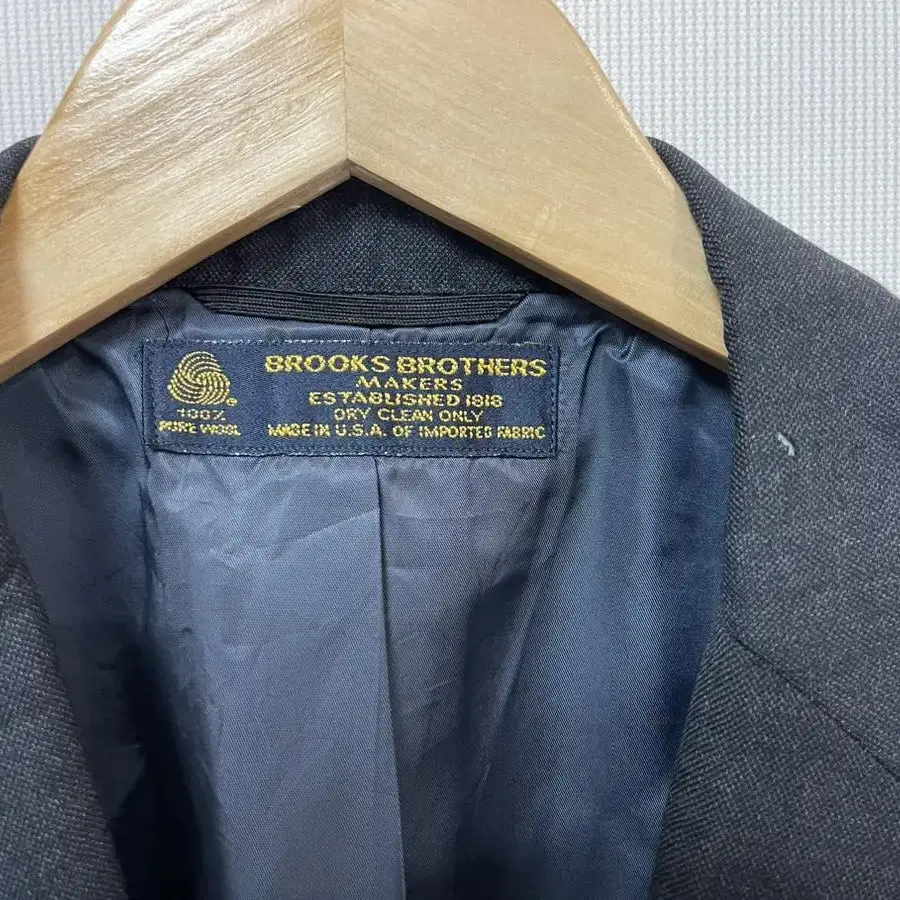 BROOKS BROTHERS
MAKERS
ESTABLISHED 1818
DRY CLEAN ONLY
MADE IN U.S.A. OF IMPORTED FABRIC
100%
PURE WOOL